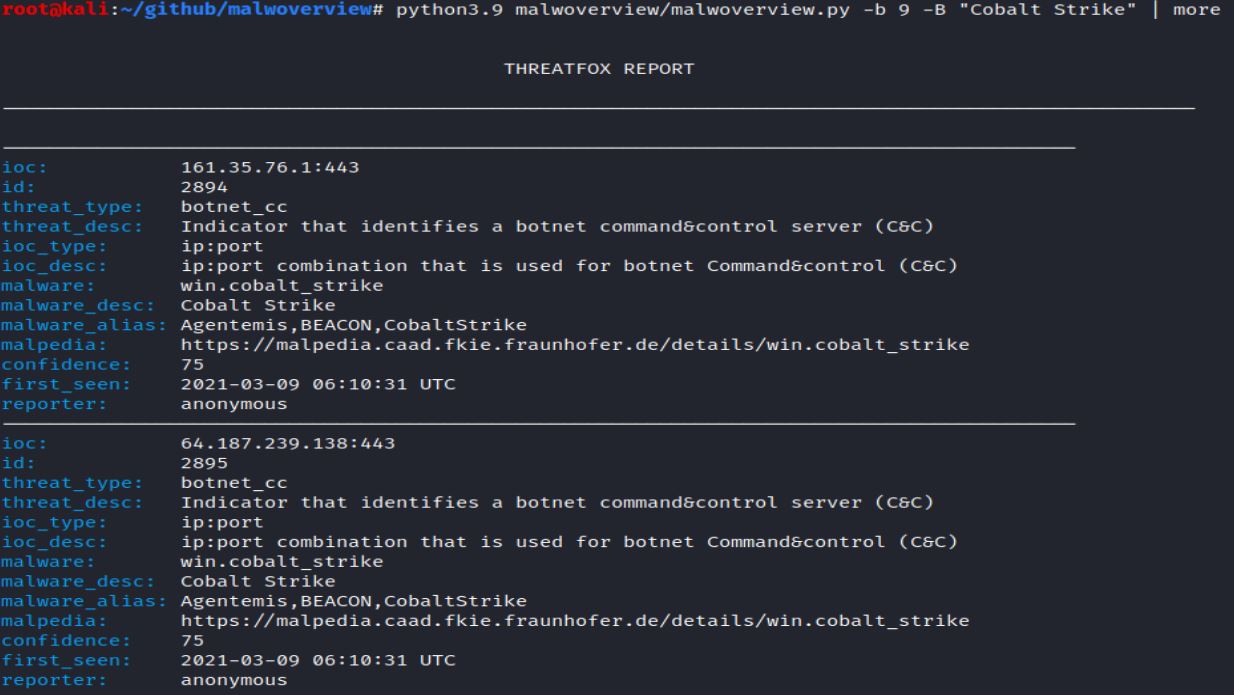 root@kali:~/github/malwoverview# python3.9 malwoverview/malwoverview.py -b 9 -B "Cobalt Strike" | more
THREATFOX REPORT
ioc: 161.35.76.1:443
id: 2894
threat_type: botnet_cc
threat_desc: Indicator that identifies a botnet command&control server (C&C)
ioc_type: ip:port
ioc_desc: ip:port combination that is used for botnet Command&control (C&C)
malware: win.cobalt_strike
malware_desc: Cobalt Strike
malware_alias: Agentemis,BEACON,CobaltStrike
malpedia: https://malpedia.caad.fkie.fraunhofer.de/details/win.cobalt_strike
confidence: 75
first_seen: 2021-03-09 06:10:31 UTC
reporter: anonymous
ioc: 64.187.239.138:443
id: 2895
threat_type: botnet_cc
threat_desc: Indicator that identifies a botnet command&control server (C&C)
ioc_type: ip:port
ioc_desc: ip:port combination that is used for botnet Command&control (C&C)
malware: win.cobalt_strike
malware_desc: Cobalt Strike
malware_alias: Agentemis,BEACON,CobaltStrike
malpedia: https://malpedia.caad.fkie.fraunhofer.de/details/win.cobalt_strike
confidence: 75
first_seen: 2021-03-09 06:10:31 UTC
reporter: anonymous